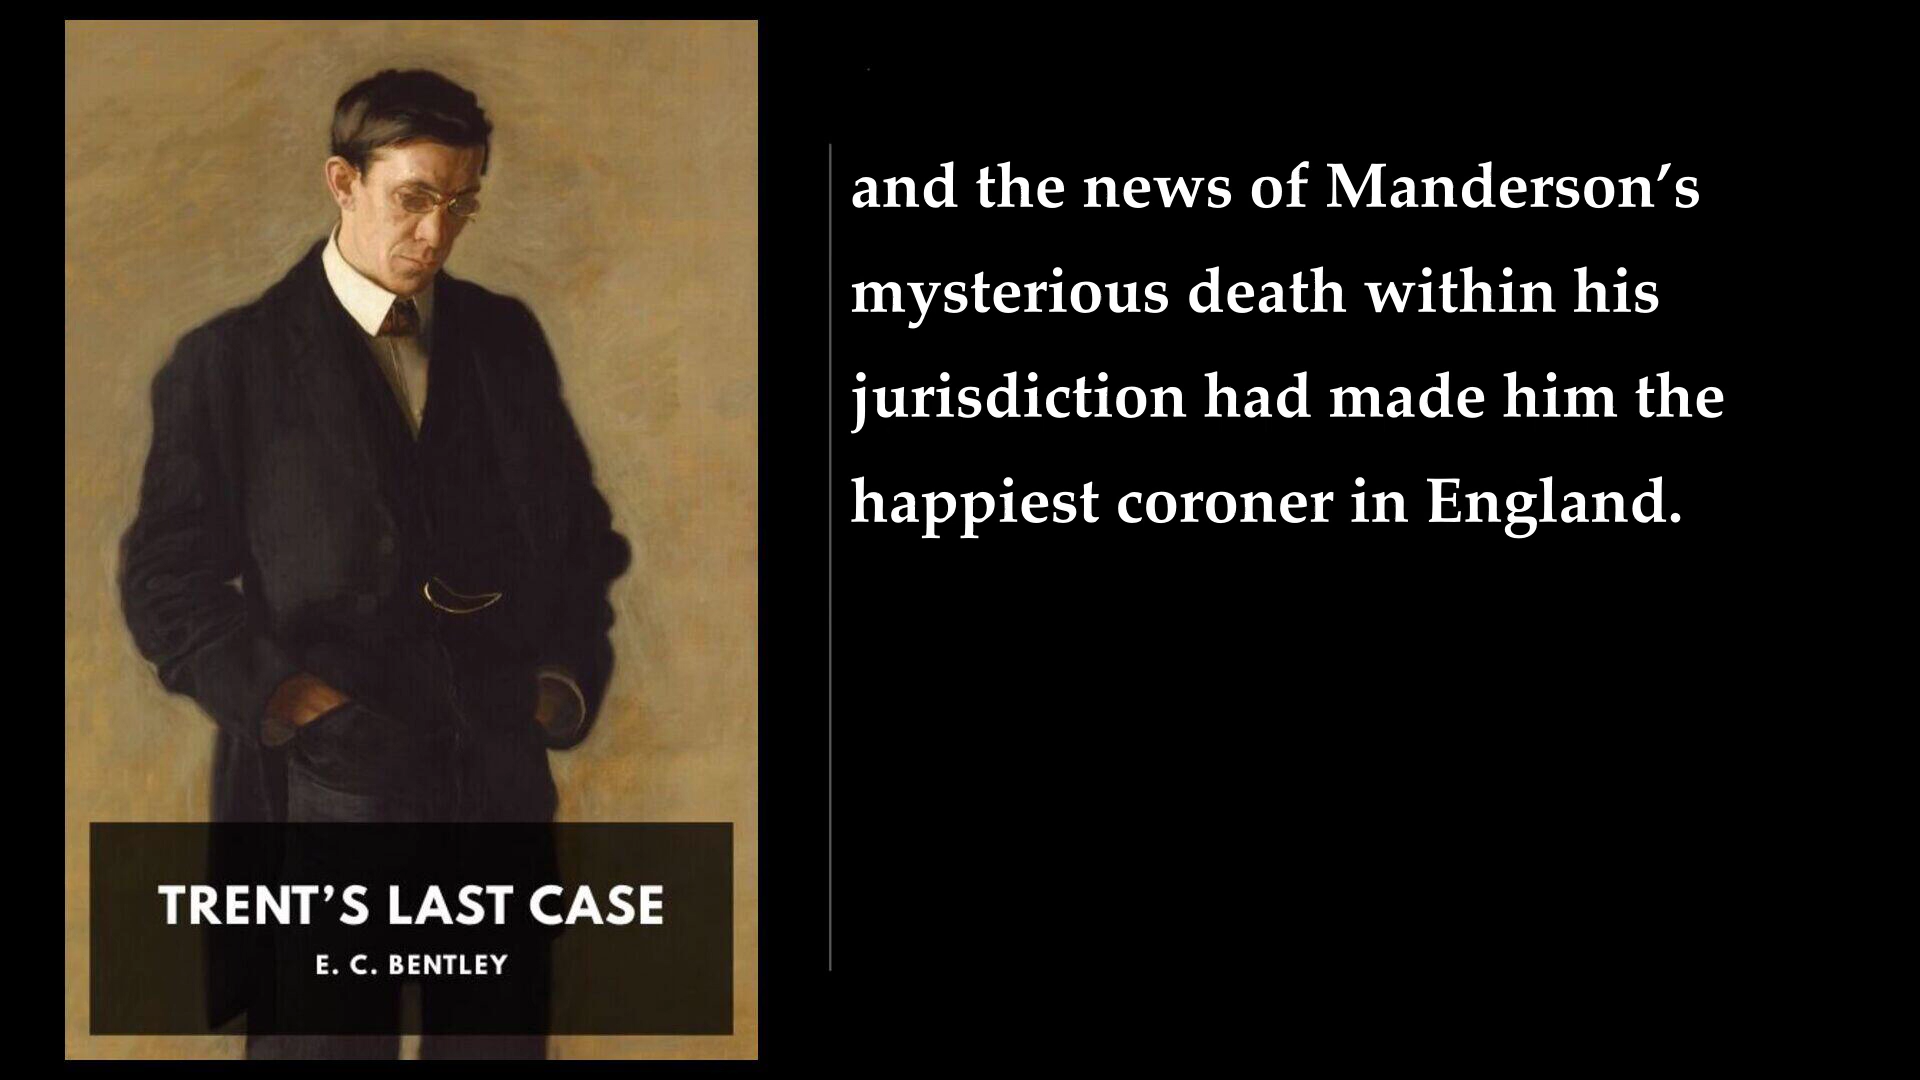 and the news of Manderson’s
mysterious death within his
jurisdiction had made him the
happiest coroner in England.
TRENT’S LAST CASE
E. C. BENTLEY